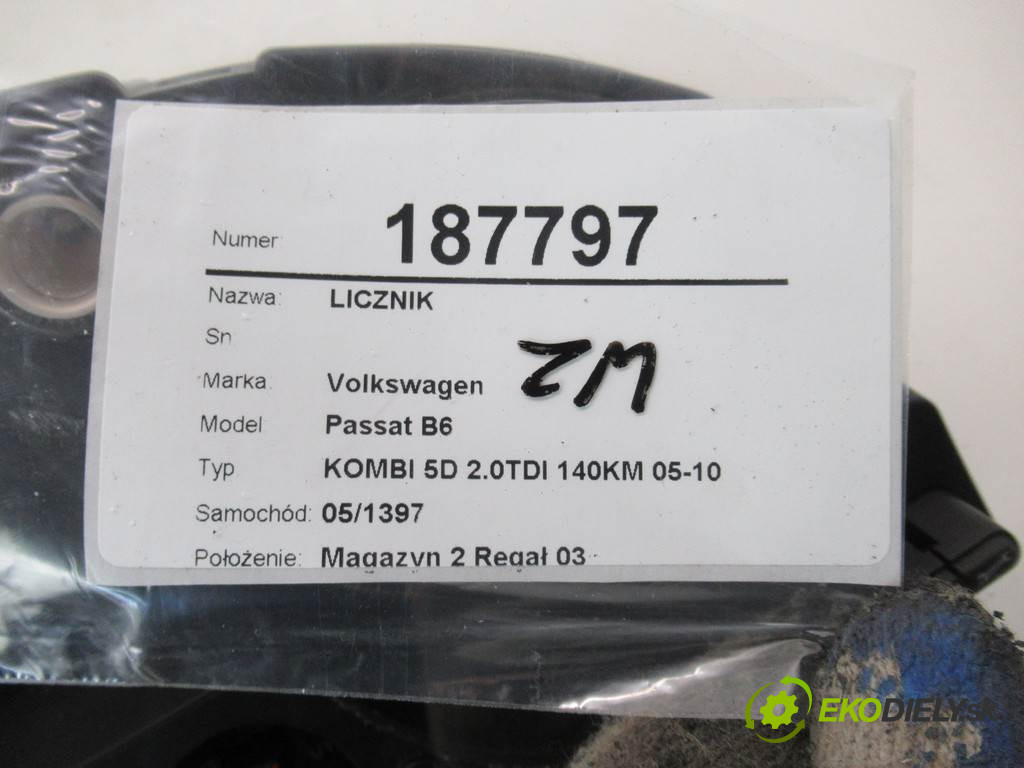 Numer: 187797
Nazwa: LICZNIK
Sn
ZM
Marka Volkswagen
Model Passat B6
Typ KOMBI 5D 2.0TDI 140KM 05-10
Samochód: 05/1397
Położenie: Magazyn 2 Regał 03
EKODIELY.SK